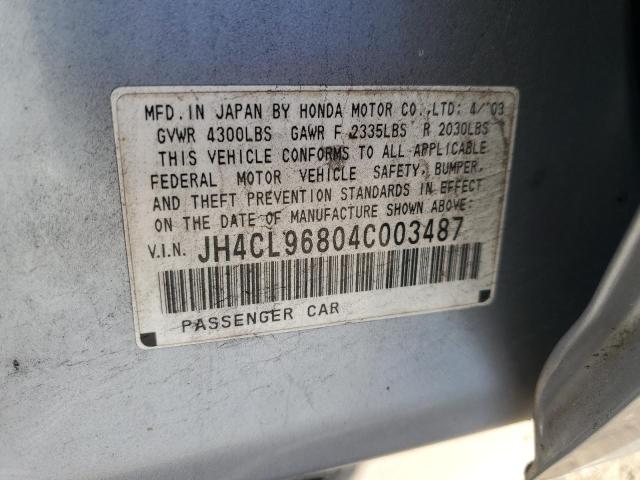 MFD.IN JAPAN BY HONDA MOTOR CO.,LTD: 4/'03
GVWR 4300LBS GAWR F 2335LBS R 2030LBS
THIS VEHICLE CONFORMS TO ALL APPLICABLE
FEDERAL MOTOR VEHICLE SAFETY, BUMPER,
AND THEFT PREVENTION STANDARDS IN EFFECT
ON THE DATE OF MANUFACTURE SHOWN ABOVE.
V.I.N. JH4CL96804C003487
PASSENGER CAR